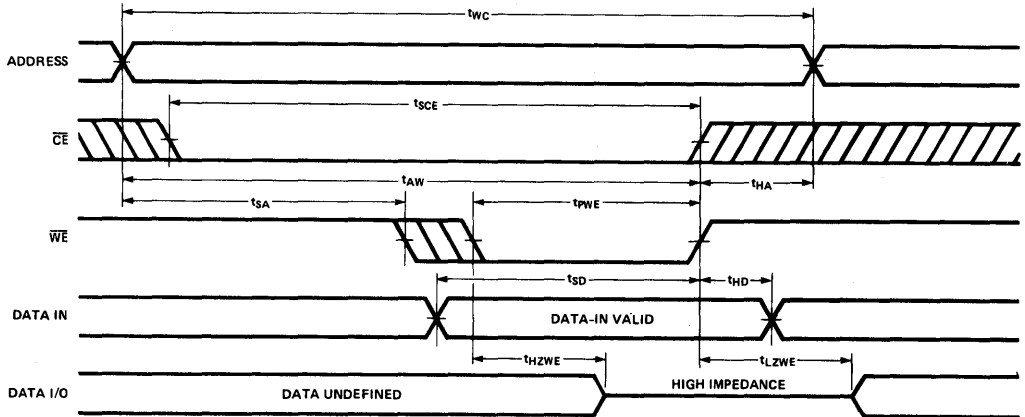 tWC
ADDRESS
tSCE
CE
tAW
tHA
tSA
tPWE
WE
tSD
tHD
DATA IN
DATA-IN VALID
tHZWE
tLZWE
DATA I/O
DATA UNDEFINED
HIGH IMPEDANCE